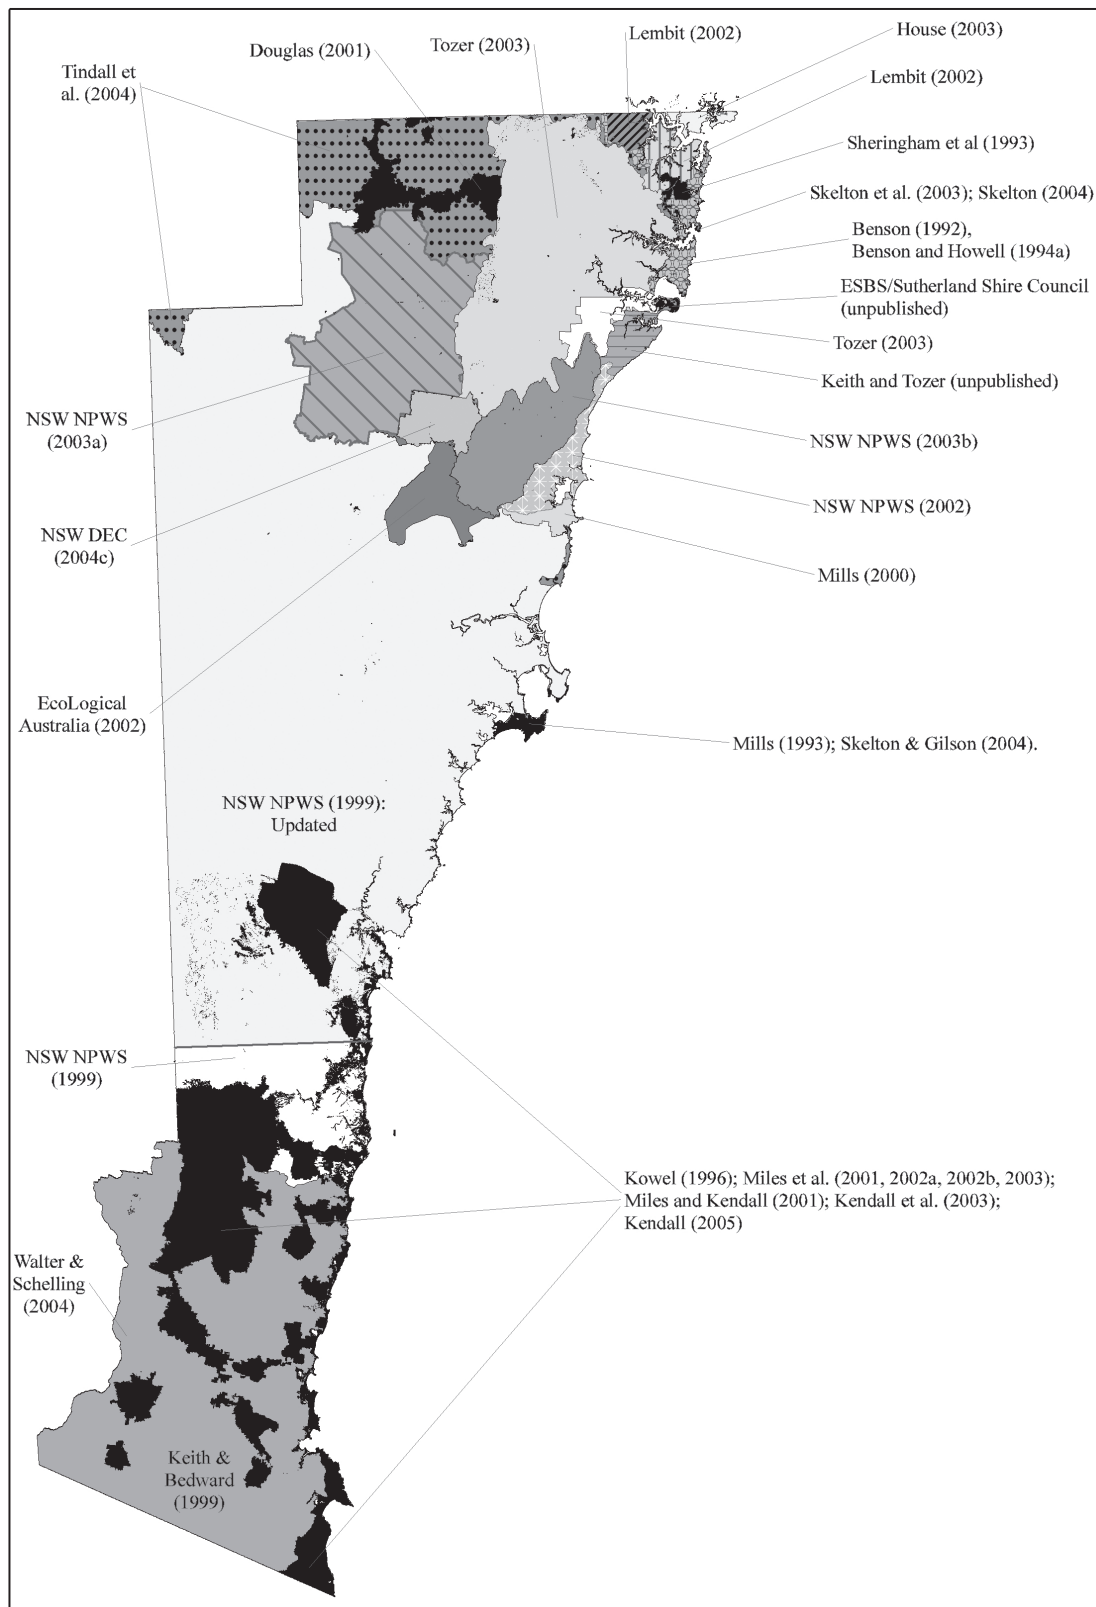 House (2003)
Lembit (2002)
Tozer (2003)
Douglas (2001)
Tindall et
al. (2004)
Lembit (2002)
Sheringham et al (1993)
Skelton et al. (2003); Skelton (2004)
Benson (1992),
Benson and Howell (1994a)
ESBS/Sutherland Shire Council
(unpublished)
Tozer (2003)
Keith and Tozer (unpublished)
NSW NPWS
(2003a)
NSW NPWS (2003b)
NSW NPWS (2002)
NSW DEC
(2004c)
Mills (2000)
EcoLogical
Australia (2002)
Mills (1993); Skelton & Gilson (2004).
NSW NPWS (1999):
Updated
NSW NPWS
(1999)
Kowel (1996); Miles et al. (2001, 2002a, 2002b, 2003);
Miles and Kendall (2001); Kendall et al. (2003);
Kendall (2005)
Walter &
Schelling
(2004)
Keith &
Bedward
(1999)